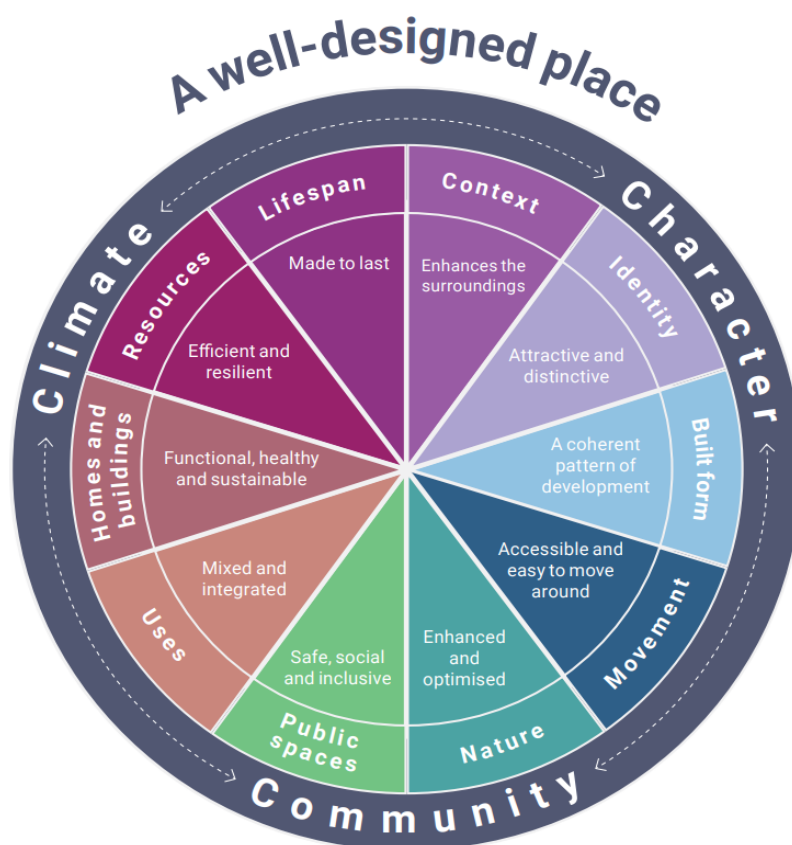 A well-designed place
Climate
Character
Community
Context
Enhances the
surroundings
Identity
Attractive and
distinctive
Built form
A coherent
pattern of
development
Movement
Accessible and
easy to move
around
Nature
Enhanced
and
optimised
Public
spaces
Safe, social
and inclusive
Uses
Mixed and
integrated
Homes and
buildings
Functional, healthy
and sustainable
Resources
Efficient and
resilient
Lifespan
Made to last